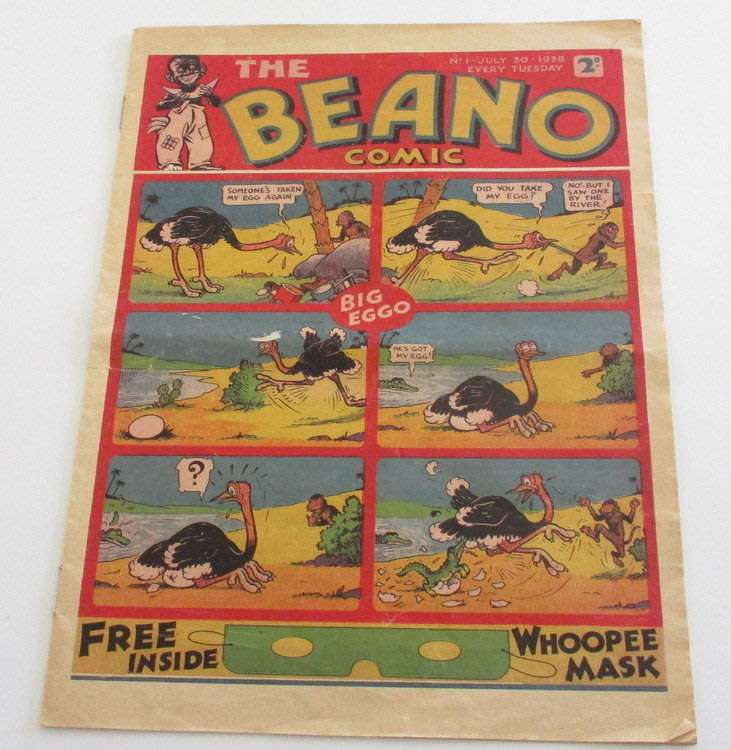 THE
BEANO
COMIC
Nº 1 - JULY 30 - 1938
EVERY TUESDAY
2D.
SOMEONE'S TAKEN
MY EGG AGAIN
DID YOU TAKE
MY EGG?
NO! BUT I
SAW ONE
BY THE
RIVER!
BIG
EGGO
HE'S GOT
MY EGG!
?
FREE
INSIDE
WHOOPEE
MASK